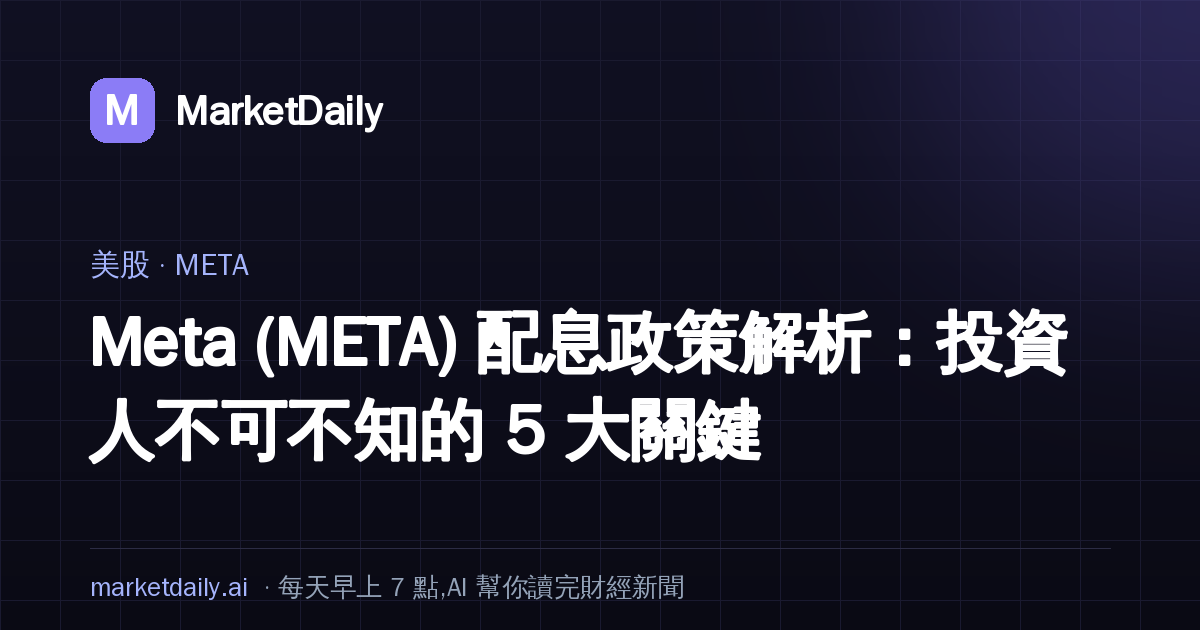 M MarketDaily
美股 · META
Meta (META) 配息政策解析：投資
人不可不知的 5 大關鍵
marketdaily.ai · 每天早上 7 點,AI 幫你讀完財經新聞